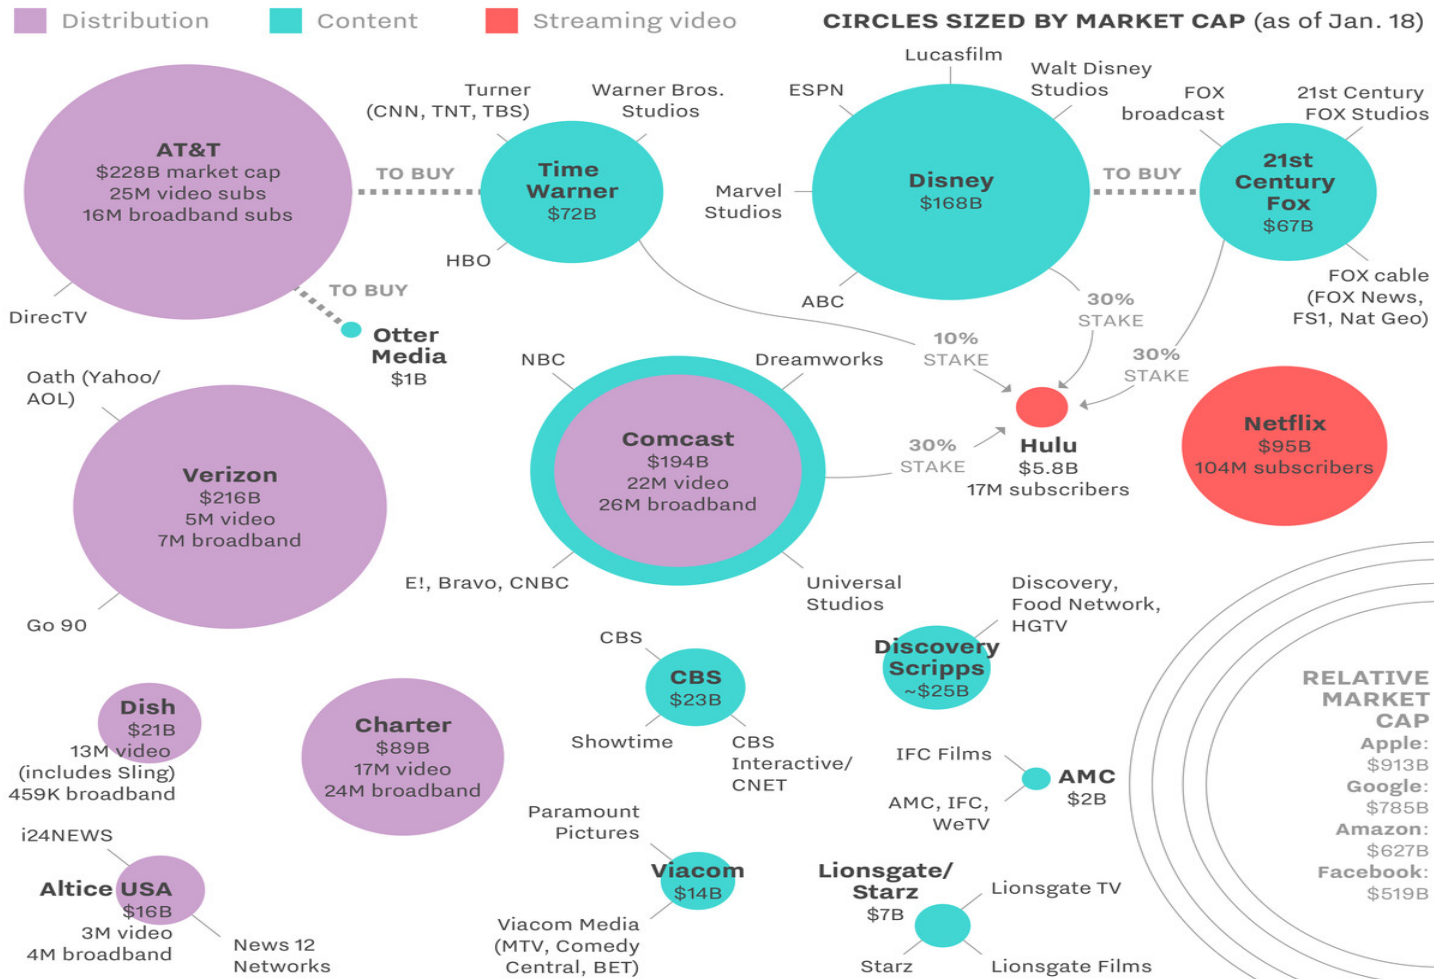 Distribution
Content
Streaming video
CIRCLES SIZED BY MARKET CAP (as of Jan. 18)
AT&T
$228B market cap
25M video subs
16M broadband subs
DirecTV
TO BUY
TO BUY
Otter
Media
$1B
Turner
(CNN, TNT, TBS)
Warner Bros.
Studios
Time
Warner
$72B
HBO
Lucasfilm
ESPN
Walt Disney
Studios
Marvel
Studios
Disney
$168B
ABC
TO BUY
FOX
broadcast
21st Century
FOX Studios
21st
Century
Fox
$67B
FOX cable
(FOX News,
FS1, Nat Geo)
10%
STAKE
30%
STAKE
30%
STAKE
30%
STAKE
Hulu
$5.8B
17M subscribers
Netflix
$95B
104M subscribers
Oath (Yahoo/
AOL)
Verizon
$216B
5M video
7M broadband
Go 90
NBC
Dreamworks
Comcast
$194B
22M video
26M broadband
E!, Bravo, CNBC
Universal
Studios
Discovery,
Food Network,
HGTV
Discovery
Scripps
~$25B
CBS
CBS
$23B
Showtime
CBS
Interactive/
CNET
Dish
$21B
13M video
(includes Sling)
459K broadband
Charter
$89B
17M video
24M broadband
IFC Films
AMC
$2B
AMC, IFC,
WeTV
i24NEWS
Altice USA
$16B
3M video
4M broadband
News 12
Networks
Paramount
Pictures
Viacom
$14B
Viacom Media
(MTV, Comedy
Central, BET)
Lionsgate/
Starz
$7B
Lionsgate TV
Starz
Lionsgate Films
RELATIVE
MARKET
CAP
Apple:
$913B
Google:
$785B
Amazon:
$627B
Facebook:
$519B